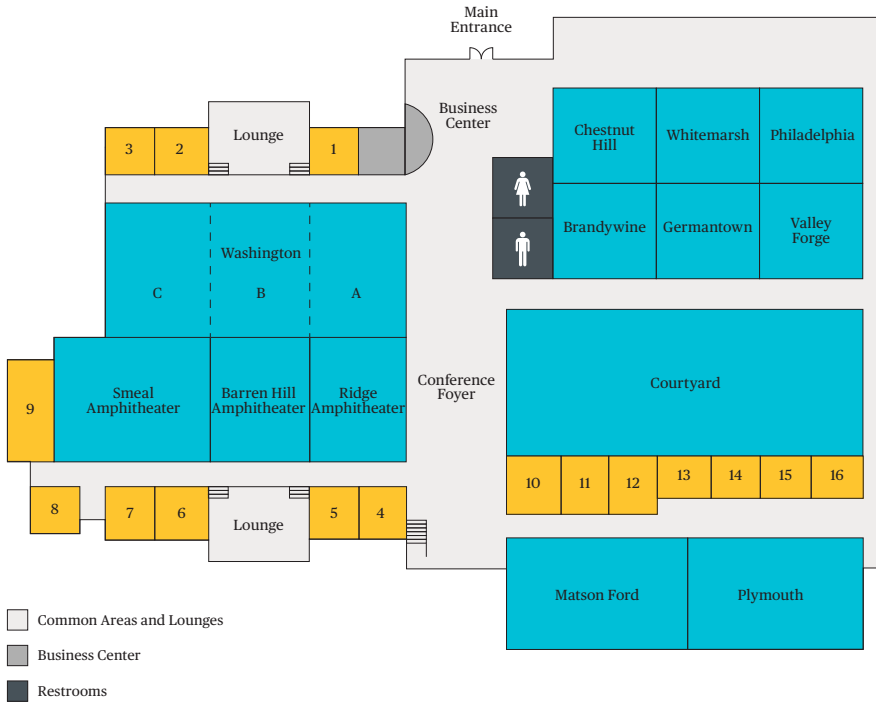 Main
Entrance
Business
Center
Lounge
3
2
1
Chestnut
Hill
Whitemarsh
Philadelphia
Brandywine
Germantown
Valley
Forge
Washington
C
B
A
Smeal
Amphitheater
Barren Hill
Amphitheater
Ridge
Amphitheater
Conference
Foyer
Courtyard
9
10
11
12
13
14
15
16
8
7
6
Lounge
5
4
Matson Ford
Plymouth
Common Areas and Lounges
Business Center
Restrooms